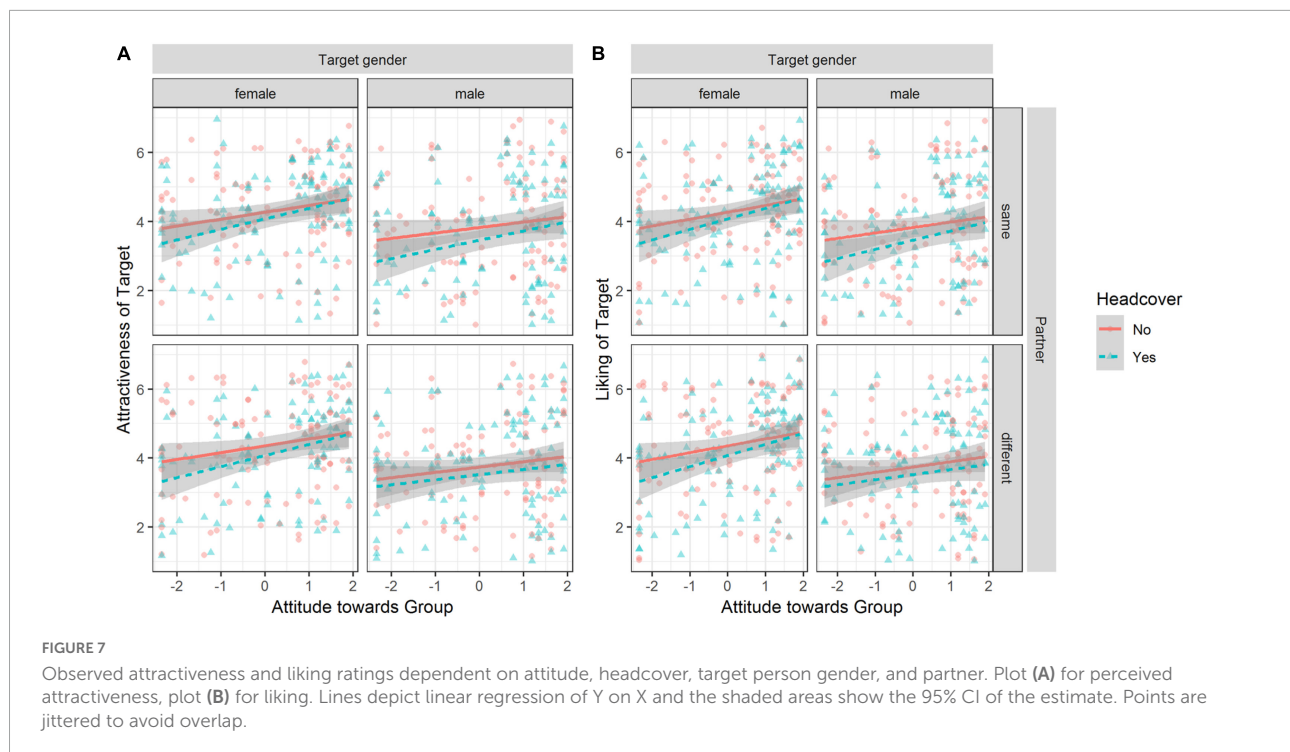 A
Target gender
female
male
B
Target gender
female
male
Attractiveness of Target
6
4
2
6
4
2
Liking of Target
6
4
2
6
4
2
same
different
Partner
Headcover
No
Yes
-2 -1 0 1 2
-2 -1 0 1 2
Attitude towards Group
-2 -1 0 1 2
-2 -1 0 1 2
Attitude towards Group
FIGURE 7
Observed attractiveness and liking ratings dependent on attitude, headcover, target person gender, and partner. Plot (A) for perceived
attractiveness, plot (B) for liking. Lines depict linear regression of Y on X and the shaded areas show the 95% CI of the estimate. Points are
jittered to avoid overlap.